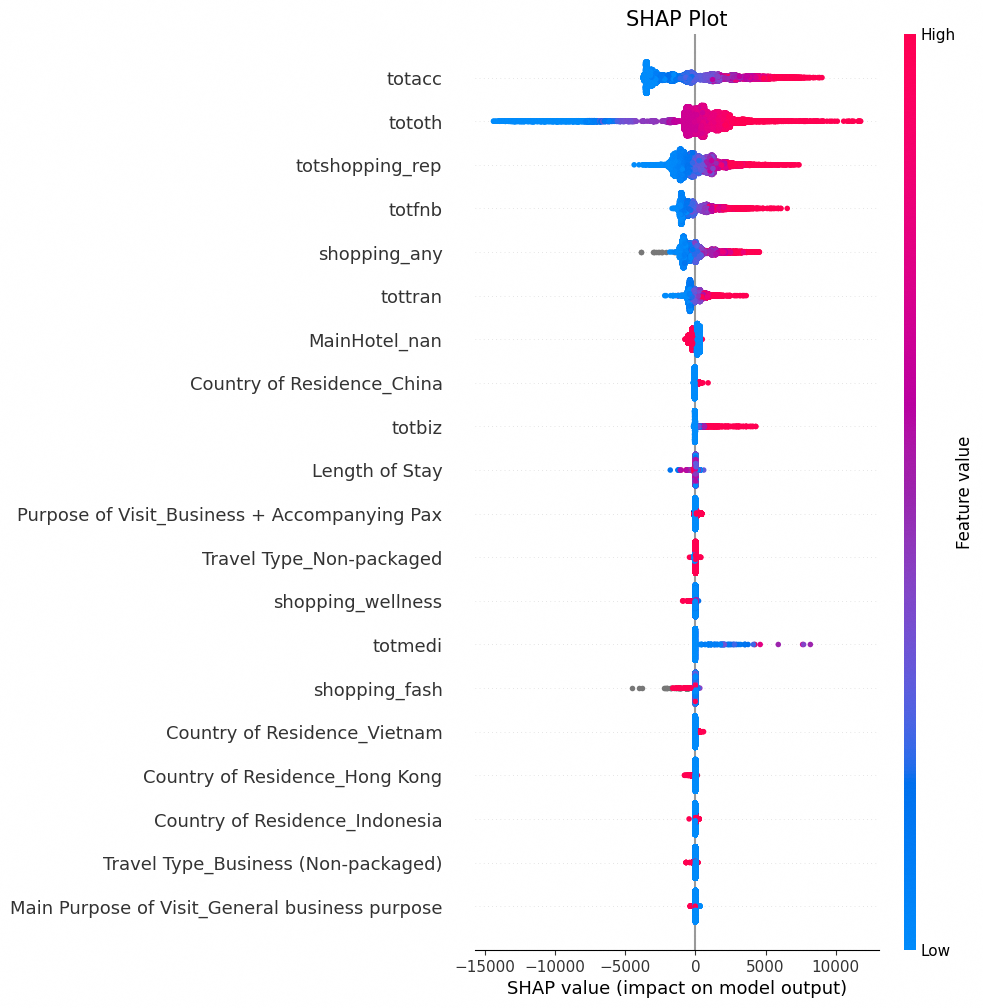 SHAP Plot
High
totacc
tototh
totshopping_rep
totfnb
shopping_any
tottran
MainHotel_nan
Country of Residence_China
totbiz
Length of Stay
Purpose of Visit_Business + Accompanying Pax
Travel Type_Non-packaged
shopping_wellness
totmedi
shopping_fash
Country of Residence_Vietnam
Country of Residence_Hong Kong
Country of Residence_Indonesia
Travel Type_Business (Non-packaged)
Main Purpose of Visit_General business purpose
Feature value
Low
−15000 −10000 −5000 0 5000 10000
SHAP value (impact on model output)